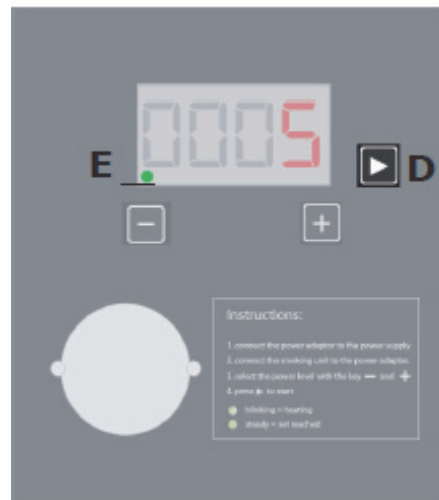 0005
E
D
− +
Instructions:
1. connect the power adaptor to the power supply
2. connect the smoking unit to the power adaptor.
3. select the power level with the key − and +
4. press ▶ to start
blinking = heating
steady = set reached